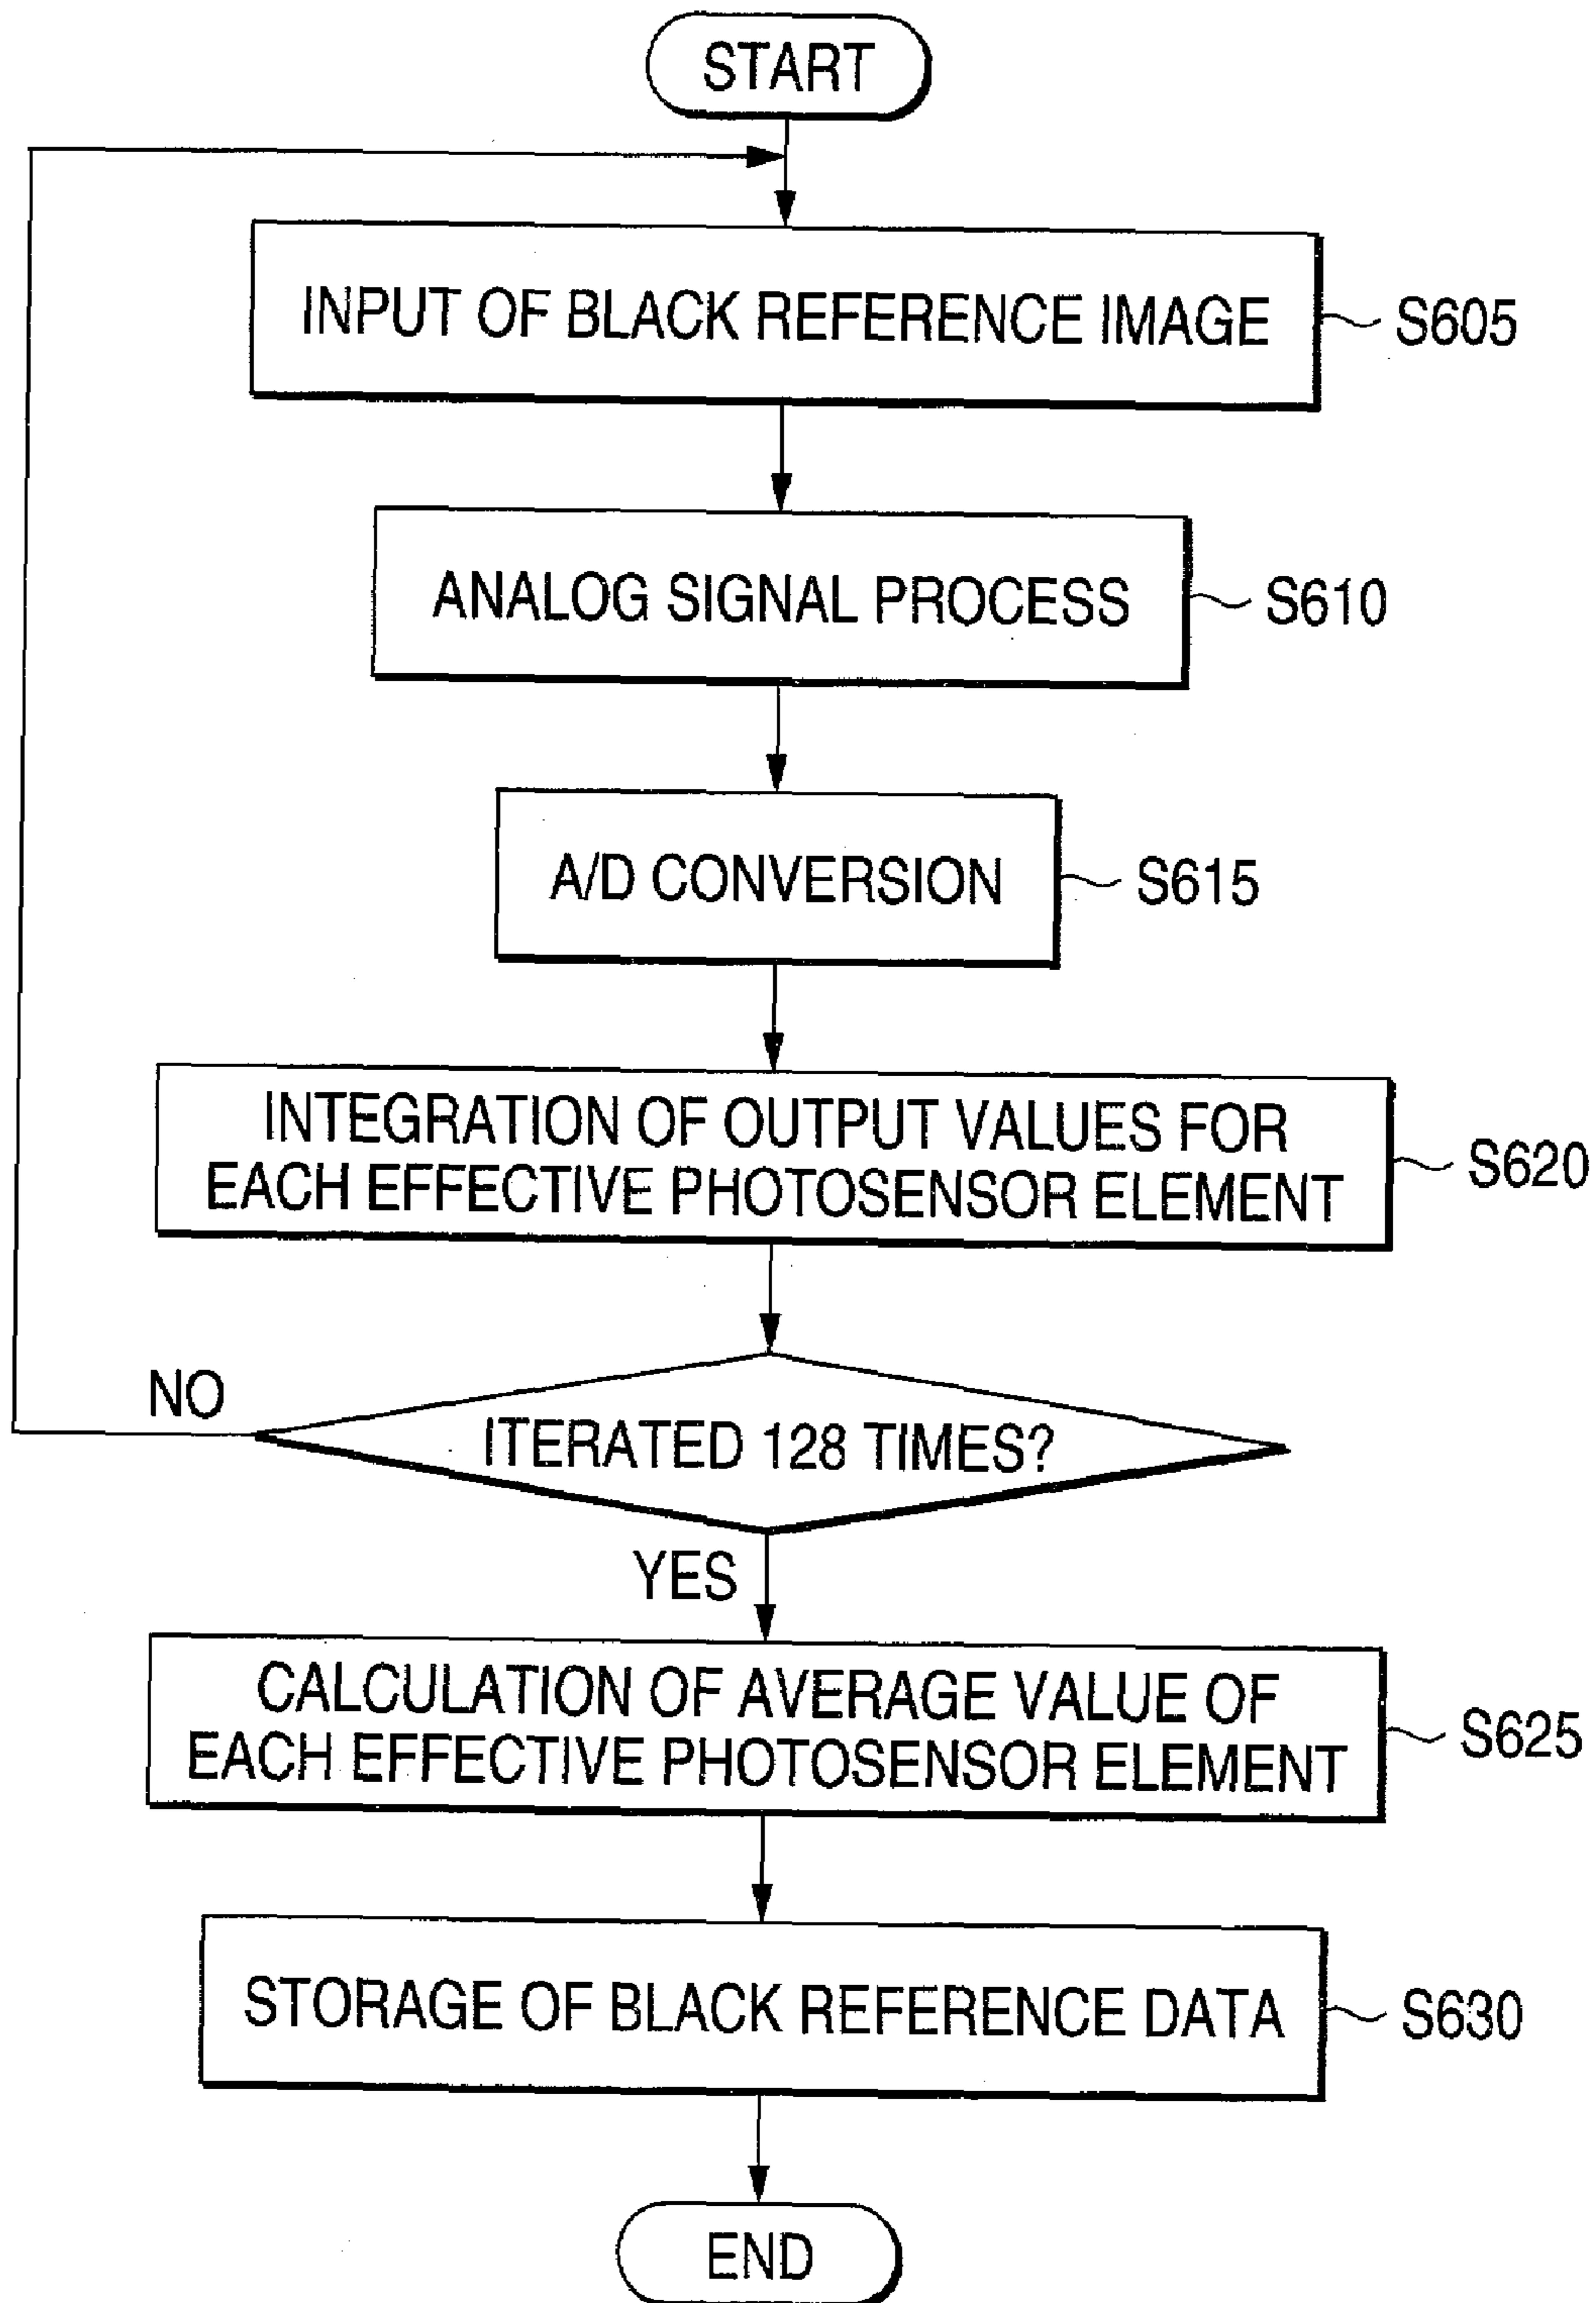 START
INPUT OF BLACK REFERENCE IMAGE
S605
ANALOG SIGNAL PROCESS
S610
A/D CONVERSION
S615
INTEGRATION OF OUTPUT VALUES FOR
EACH EFFECTIVE PHOTOSENSOR ELEMENT
S620
NO
ITERATED 128 TIMES?
YES
CALCULATION OF AVERAGE VALUE OF
EACH EFFECTIVE PHOTOSENSOR ELEMENT
S625
STORAGE OF BLACK REFERENCE DATA
S630
END